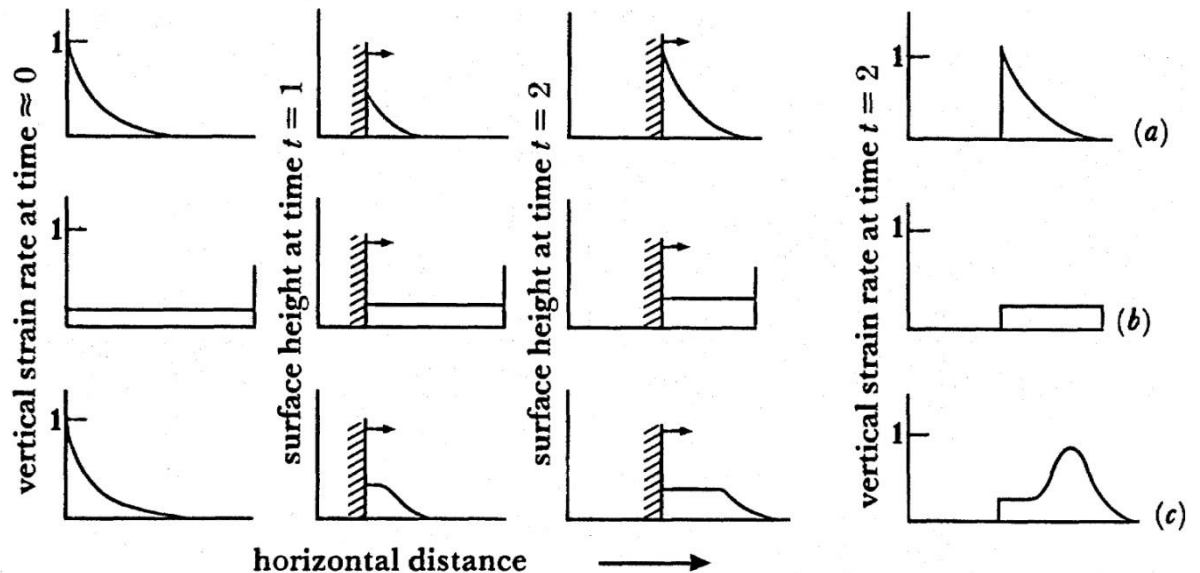 vertical strain rate at time ≈ 0
1
1
1
surface height at time t = 1
surface height at time t = 2
vertical strain rate at time t = 2
1
(a)
1
(b)
1
(c)
horizontal distance